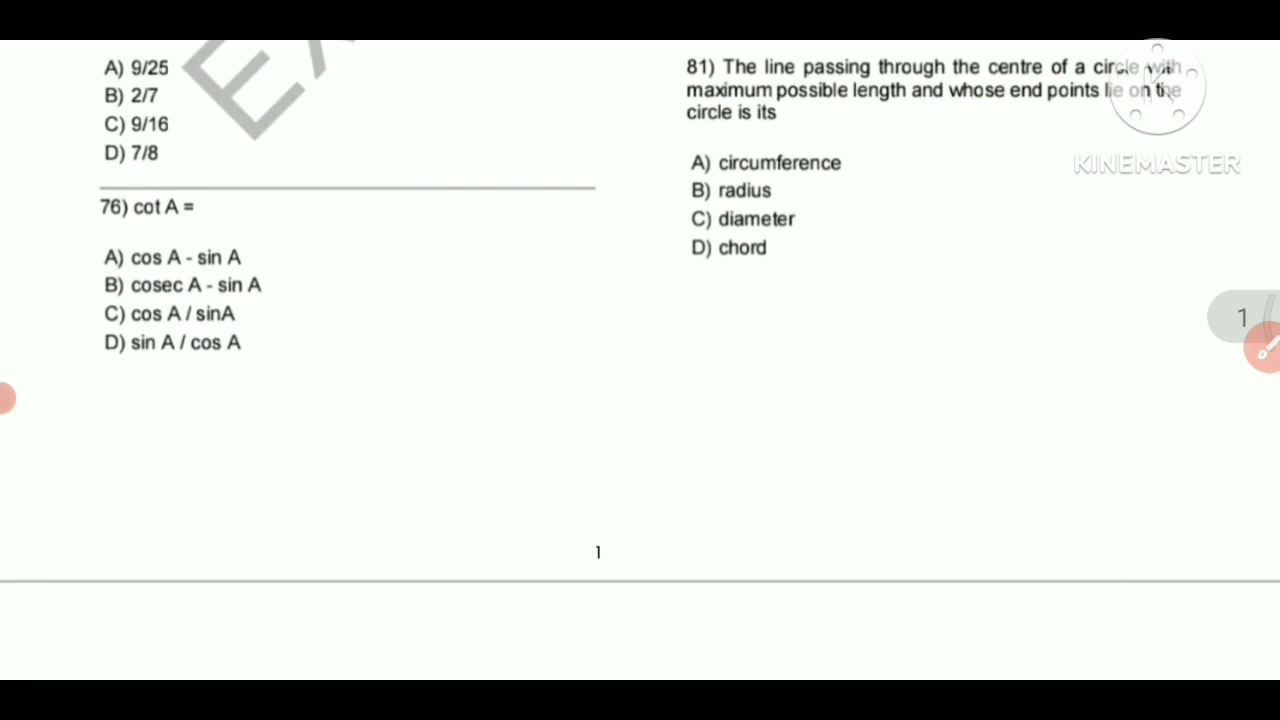 A) 9/25
B) 2/7
C) 9/16
D) 7/8
76) cot A =
A) cos A - sin A
B) cosec A - sin A
C) cos A / sinA
D) sin A / cos A
81) The line passing through the centre of a circle with
maximum possible length and whose end points lie on the
circle is its
A) circumference
B) radius
C) diameter
D) chord
KINEMASTER
1
1